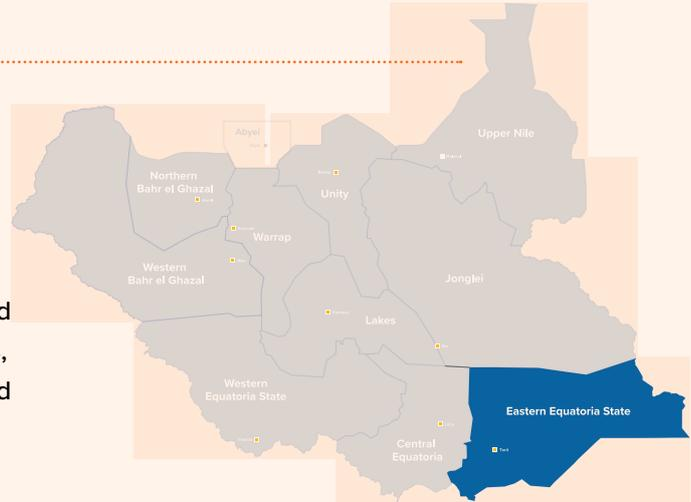 Upper Nile
Abyei
Northern
Bahr el Ghazal
Unity
Warrap
Western
Bahr el Ghazal
Jonglei
d
Lakes
,
d
Western
Equatoria State
Eastern Equatoria State
Central
Equatoria
Torit